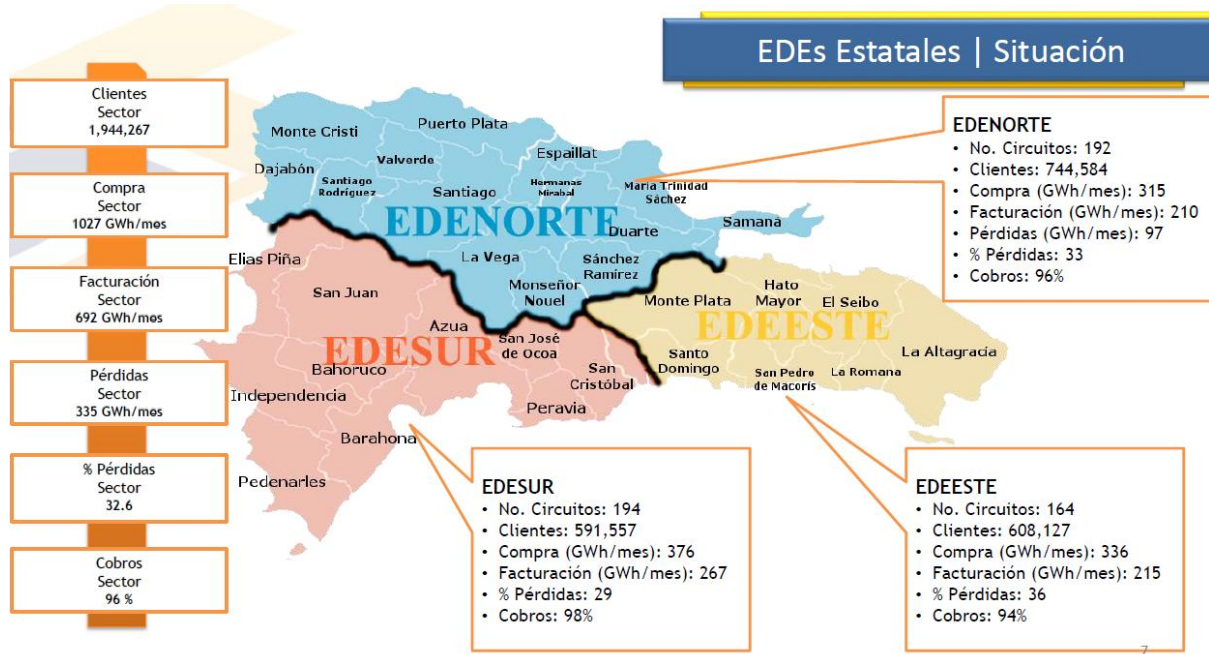 EDEs Estatales | Situación
Clientes
Sector
1,944,267
Compra
Sector
1027 GWh/mes
Facturación
Sector
692 GWh/mes
Pérdidas
Sector
335 GWh/mes
% Pérdidas
Sector
32.6
Cobros
Sector
96 %
Monte Cristi
Puerto Plata
Espaillat
Dajabón
Valverde
Santiago
Rodríguez
Santiago
Hermanas
Mirabal
Maria Trinidad
Sáchez
EDENORTE
Duarte
Samaná
La Vega
Sánchez
Ramírez
Monseñor
Nouel
Elias Piña
San Juan
Azua
San José
de Ocoa
EDESUR
Bahoruco
San
Cristóbal
Independencia
Peravia
Barahona
Pedenarles
Monte Plata
Hato
Mayor
El Seibo
EDEESTE
La Altagracia
Santo
Domingo
San Pedro
de Macorís
La Romana
EDENORTE
• No. Circuitos: 192
• Clientes: 744,584
• Compra (GWh/mes): 315
• Facturación (GWh/mes): 210
• Pérdidas (GWh/mes): 97
• % Pérdidas: 33
• Cobros: 96%
EDESUR
• No. Circuitos: 194
• Clientes: 591,557
• Compra (GWh/mes): 376
• Facturación (GWh/mes): 267
• % Pérdidas: 29
• Cobros: 98%
EDEESTE
• No. Circuitos: 164
• Clientes: 608,127
• Compra (GWh/mes): 336
• Facturación (GWh/mes): 215
• % Pérdidas: 36
• Cobros: 94%
7